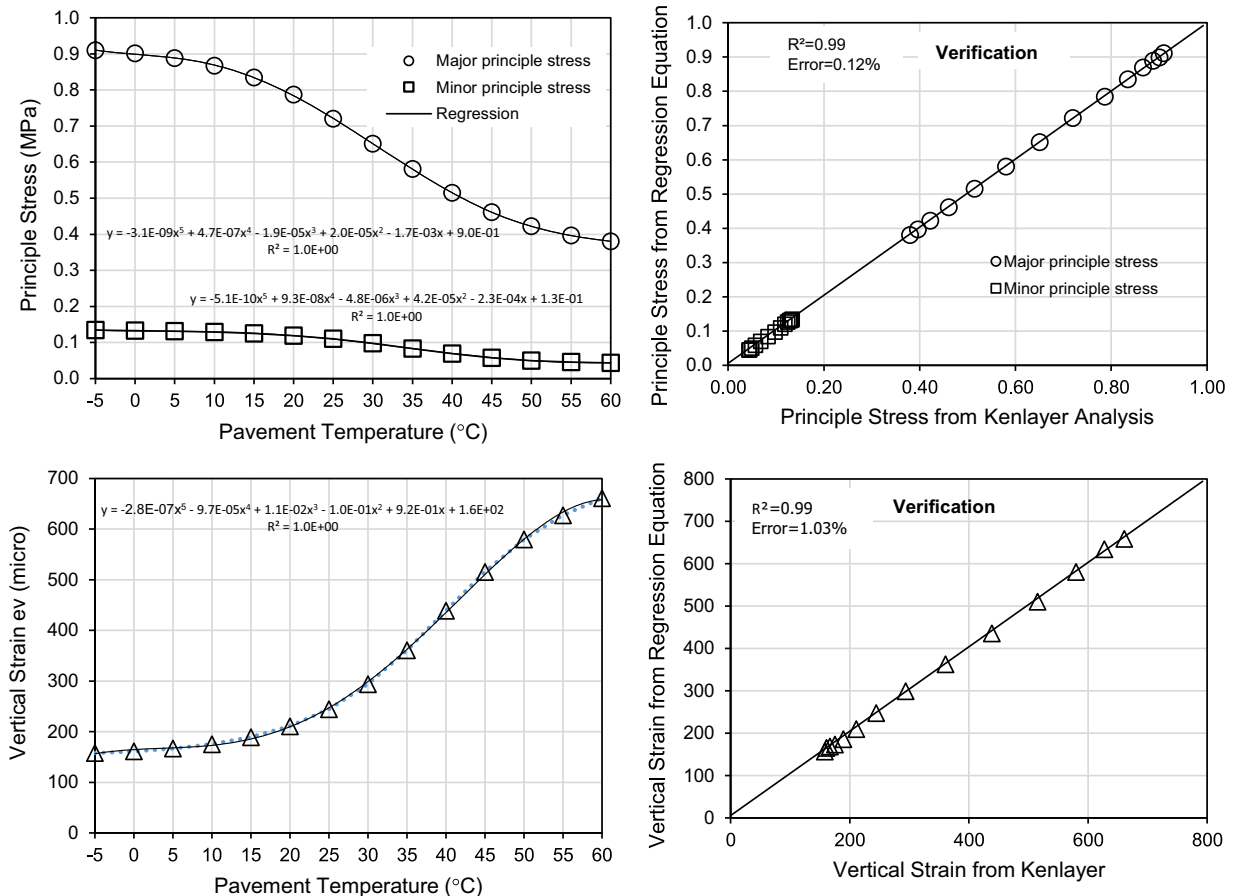 1.0
0.9
0.8
0.7
0.6
0.5
0.4
0.3
0.2
0.1
0.0
Principle Stress (MPa)
Major principle stress
Minor principle stress
Regression
y = -3.1E-09x⁵ + 4.7E-07x⁴ - 1.9E-05x³ + 2.0E-05x² - 1.7E-03x + 9.0E-01
R² = 1.0E+00
y = -5.1E-10x⁵ + 9.3E-08x⁴ - 4.8E-06x³ + 4.2E-05x² - 2.3E-04x + 1.3E-01
R² = 1.0E+00
-5 0 5 10 15 20 25 30 35 40 45 50 55 60
Pavement Temperature (°C)
1.0
0.9
0.8
0.7
0.6
0.5
0.4
0.3
0.2
0.1
0.0
Principle Stress from Regression Equation
R²=0.99
Error=0.12%
Verification
Major principle stress
Minor principle stress
0.00 0.20 0.40 0.60 0.80 1.00
Principle Stress from Kenlayer Analysis
700
600
500
400
300
200
100
0
Vertical Strain ev (micro)
y = -2.8E-07x⁵ - 9.7E-05x⁴ + 1.1E-02x³ - 1.0E-01x² + 9.2E-01x + 1.6E+02
R² = 1.0E+00
-5 0 5 10 15 20 25 30 35 40 45 50 55 60
Pavement Temperature (°C)
800
700
600
500
400
300
200
100
0
Vertical Strain from Regression Equation
R²=0.99
Error=1.03%
Verification
0 200 400 600 800
Vertical Strain from Kenlayer